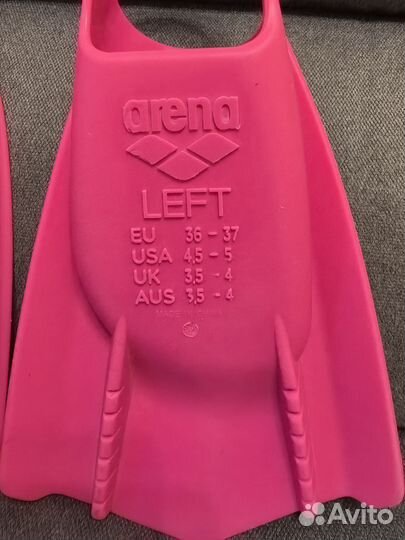 arena
LEFT
EU 36 - 37
USA 4,5 - 5
UK 3,5 - 4
AUS 3,5 - 4
MADE IN CHINA
Avito